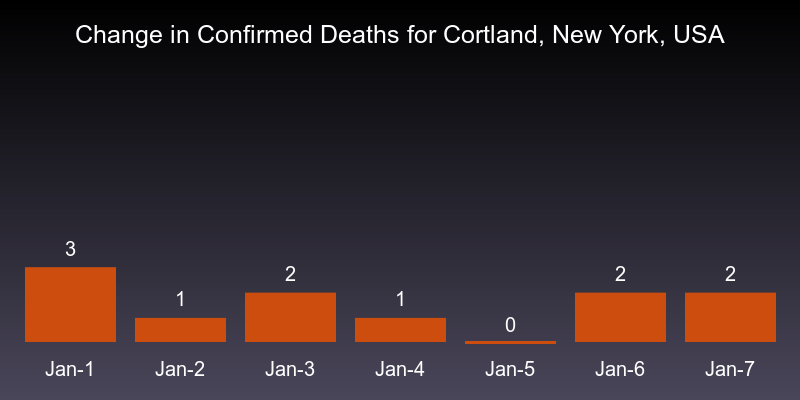 Change in Confirmed Deaths for Cortland, New York, USA
3 1 2 1 0 2 2
Jan-1 Jan-2 Jan-3 Jan-4 Jan-5 Jan-6 Jan-7